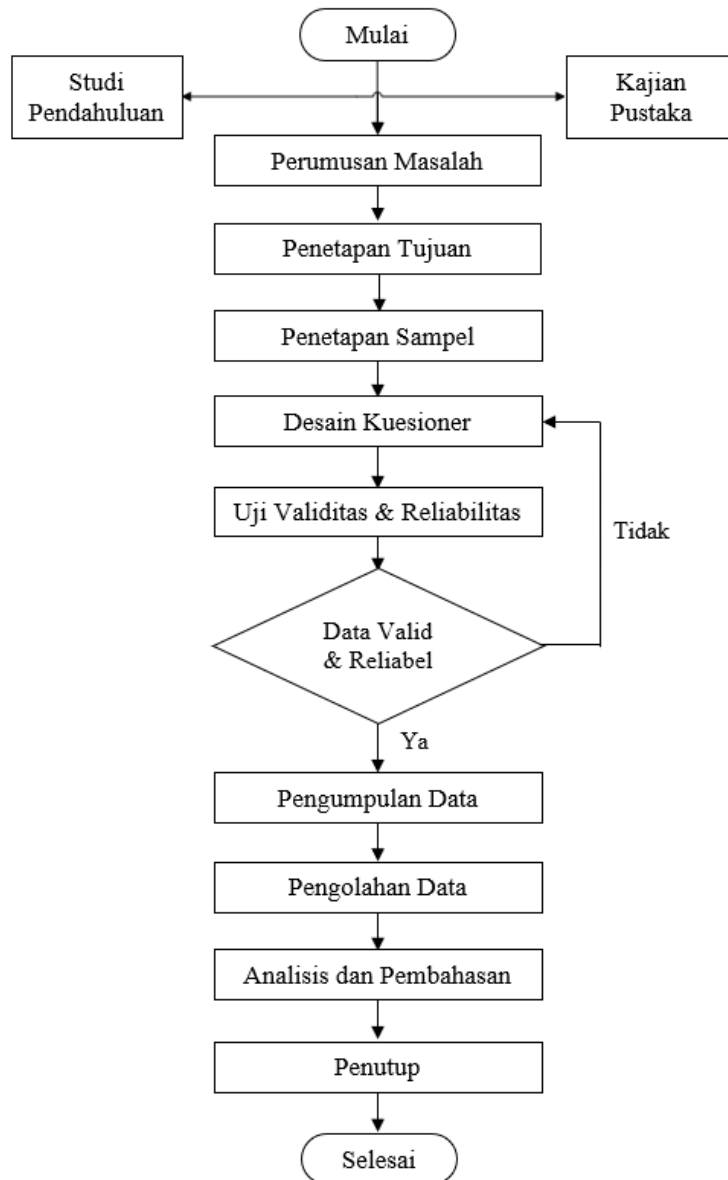 Mulai
Studi
Pendahuluan
Kajian
Pustaka
Perumusan Masalah
Penetapan Tujuan
Penetapan Sampel
Desain Kuesioner
Uji Validitas & Reliabilitas
Tidak
Data Valid
& Reliabel
Ya
Pengumpulan Data
Pengolahan Data
Analisis dan Pembahasan
Penutup
Selesai